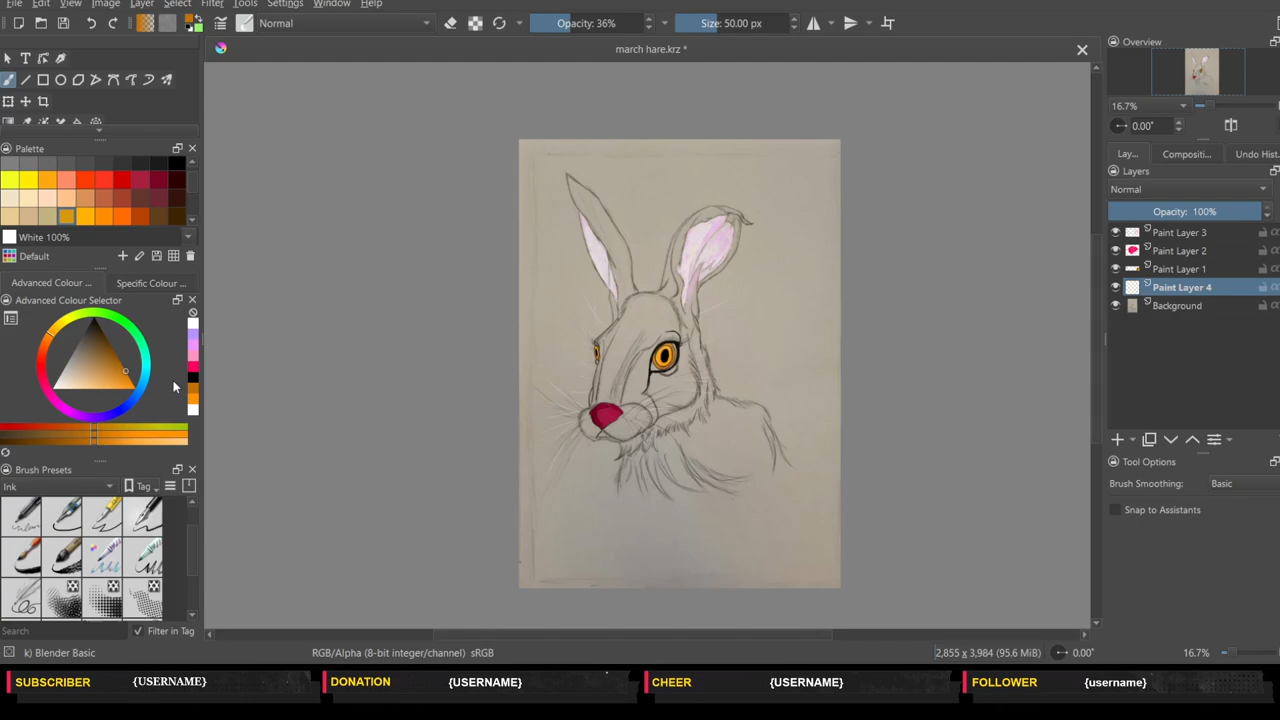 File Edit View Image Layer Select Filter Tools Settings Window Help
Normal Opacity: 36% Size: 50.00 px
march hare.krz *
Overview
16.7%
0.00°
Palette
Lay... Compositi... Undo Hist.
Layers
Normal
Opacity: 100%
Paint Layer 3
White 100%
Paint Layer 2
Default
Paint Layer 1
Advanced Colour ... Specific Colour ...
Paint Layer 4
Advanced Colour Selector
Background
Tool Options
Brush Presets
Brush Smoothing: Basic
Ink Tag
Snap to Assistants
Search Filter in Tag
k) Blender Basic RGB/Alpha (8-bit integer/channel) sRGB 2,855 x 3,984 (95.6 MiB) 0.00° 16.7%
SUBSCRIBER {USERNAME} DONATION {USERNAME} CHEER {USERNAME} FOLLOWER {username}